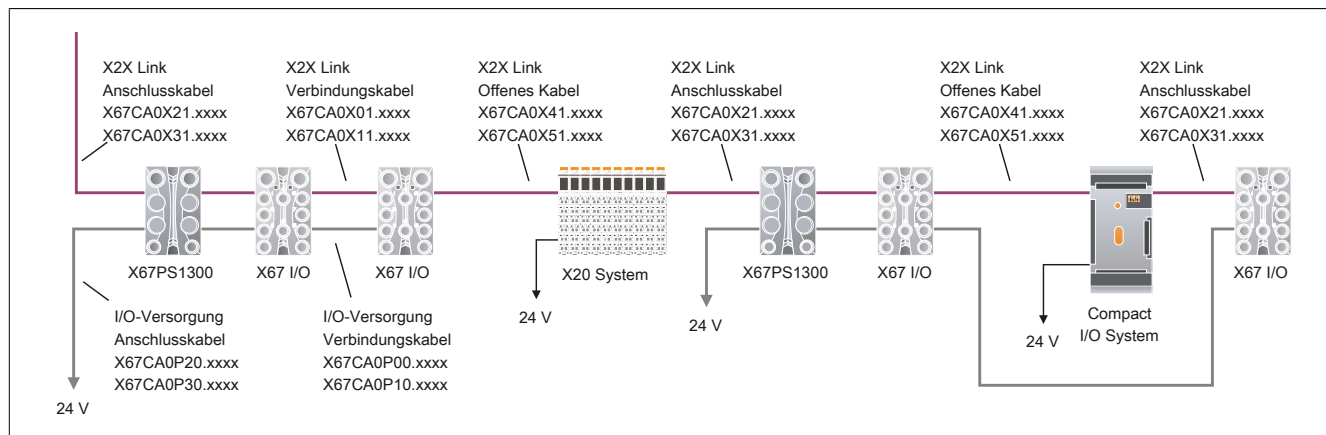 X2X Link
Anschlusskabel
X67CA0X21.xxxx
X67CA0X31.xxxx
X2X Link
Verbindungskabel
X67CA0X01.xxxx
X67CA0X11.xxxx
X2X Link
Offenes Kabel
X67CA0X41.xxxx
X67CA0X51.xxxx
X2X Link
Anschlusskabel
X67CA0X21.xxxx
X67CA0X31.xxxx
X2X Link
Offenes Kabel
X67CA0X41.xxxx
X67CA0X51.xxxx
X2X Link
Anschlusskabel
X67CA0X21.xxxx
X67CA0X31.xxxx
X67PS1300
X67 I/O
X67 I/O
X20 System
X67PS1300
X67 I/O
Compact
I/O System
X67 I/O
I/O-Versorgung
Anschlusskabel
X67CA0P20.xxxx
X67CA0P30.xxxx
I/O-Versorgung
Verbindungskabel
X67CA0P00.xxxx
X67CA0P10.xxxx
24 V
24 V
24 V
24 V